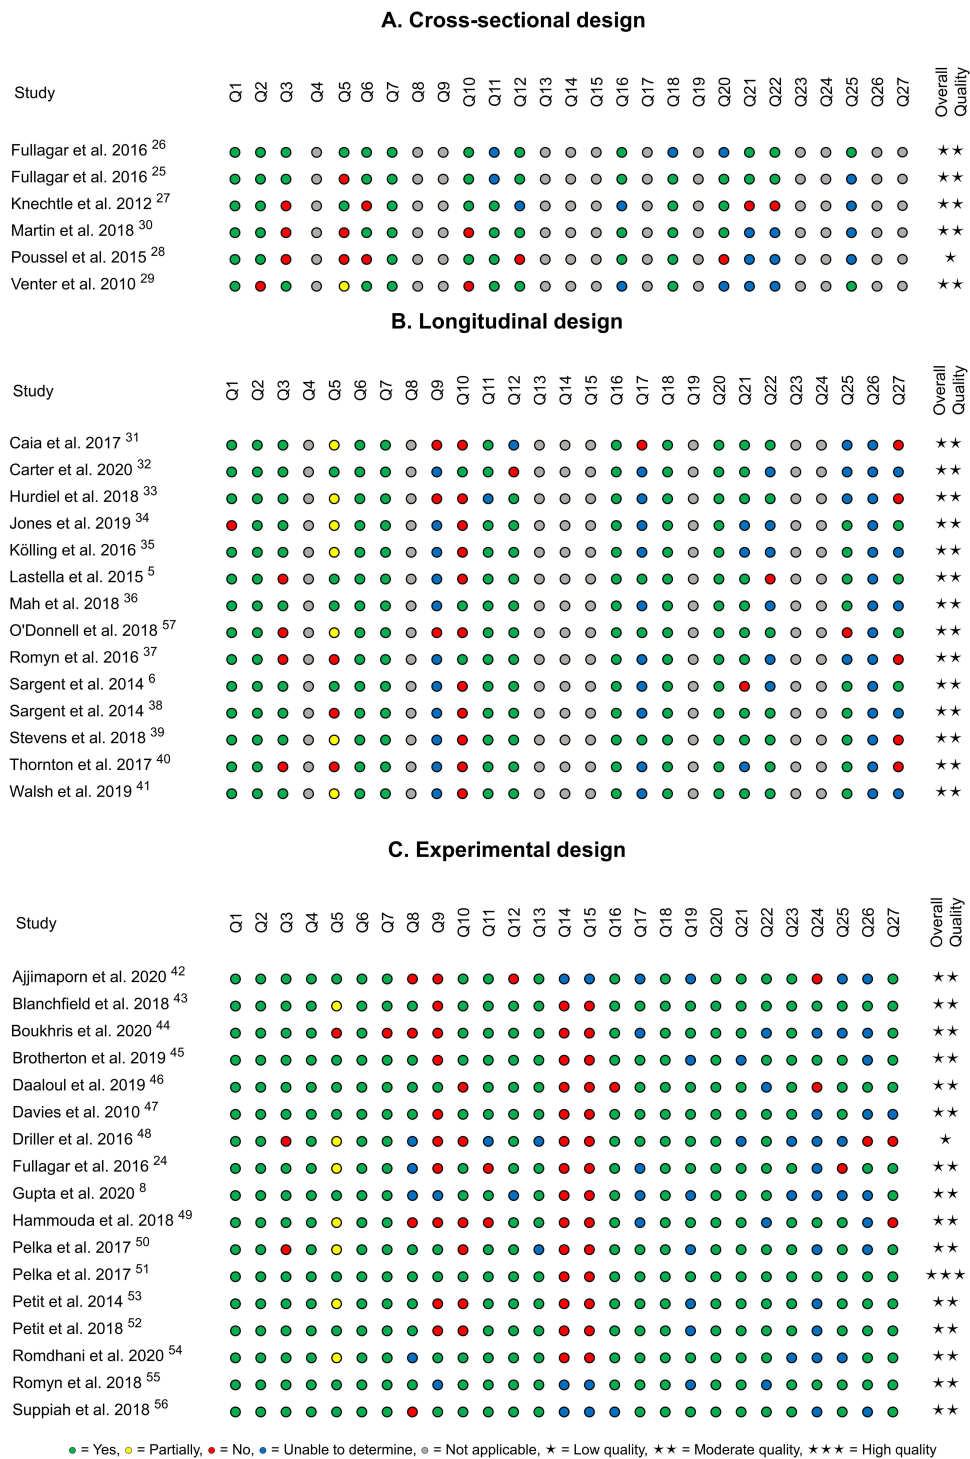 A. Cross-sectional design
Study Q1 Q2 Q3 Q4 Q5 Q6 Q7 Q8 Q9 Q10 Q11 Q12 Q13 Q14 Q15 Q16 Q17 Q18 Q19 Q20 Q21 Q22 Q23 Q24 Q25 Q26 Q27 Overall Quality
Fullagar et al. 2016 26 ★★
Fullagar et al. 2016 25 ★★
Knechtle et al. 2012 27 ★★
Martin et al. 2018 30 ★★
Poussel et al. 2015 28 ★
Venter et al. 2010 29 ★★
B. Longitudinal design
Study Q1 Q2 Q3 Q4 Q5 Q6 Q7 Q8 Q9 Q10 Q11 Q12 Q13 Q14 Q15 Q16 Q17 Q18 Q19 Q20 Q21 Q22 Q23 Q24 Q25 Q26 Q27 Overall Quality
Caia et al. 2017 31 ★★
Carter et al. 2020 32 ★★
Hurdiel et al. 2018 33 ★★
Jones et al. 2019 34 ★★
Kölling et al. 2016 35 ★★
Lastella et al. 2015 5 ★★
Mah et al. 2018 36 ★★
O'Donnell et al. 2018 57 ★★
Romyn et al. 2016 37 ★★
Sargent et al. 2014 6 ★★
Sargent et al. 2014 38 ★★
Stevens et al. 2018 39 ★★
Thornton et al. 2017 40 ★★
Walsh et al. 2019 41 ★★
C. Experimental design
Study Q1 Q2 Q3 Q4 Q5 Q6 Q7 Q8 Q9 Q10 Q11 Q12 Q13 Q14 Q15 Q16 Q17 Q18 Q19 Q20 Q21 Q22 Q23 Q24 Q25 Q26 Q27 Overall Quality
Ajjimaporn et al. 2020 42 ★★
Blanchfield et al. 2018 43 ★★
Boukhris et al. 2020 44 ★★
Brotherton et al. 2019 45 ★★
Daaloul et al. 2019 46 ★★
Davies et al. 2010 47 ★★
Driller et al. 2016 48 ★
Fullagar et al. 2016 24 ★★
Gupta et al. 2020 8 ★★
Hammouda et al. 2018 49 ★★
Pelka et al. 2017 50 ★★
Pelka et al. 2017 51 ★★★
Petit et al. 2014 53 ★★
Petit et al. 2018 52 ★★
Romdhani et al. 2020 54 ★★
Romyn et al. 2018 55 ★★
Suppiah et al. 2018 56 ★★
= Yes, = Partially, = No, = Unable to determine, = Not applicable, ★ = Low quality, ★★ = Moderate quality, ★★★ = High quality